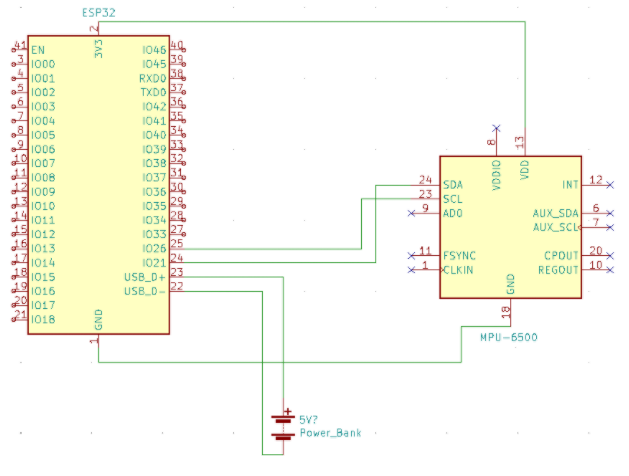 ESP32
2
3V3
41 EN IO46 40
3 IO00 IO45 39
4 IO01 RXD0 38
5 IO02 TXD0 37
6 IO03 IO42 36
7 IO04 IO41 35
8 IO05 IO40 34
9 IO06 IO39 33
10 IO07 IO38 32
11 IO08 IO37 31
12 IO09 IO36 30
13 IO10 IO35 29
14 IO11 IO34 28
15 IO12 IO33 27
16 IO13 IO26 25
17 IO14 IO21 24
18 IO15 USB_D+ 23
19 IO16 USB_D- 22
20 IO17
21 IO18
GND
1
8 13
VDDIO VDD
24 SDA INT 12
23 SCL
9 AD0 AUX_SDA 6
AUX_SCL 7
11 FSYNC CPOUT 20
1 CLKIN REGOUT 10
GND
18
MPU-6500
+
5V?
Power_Bank